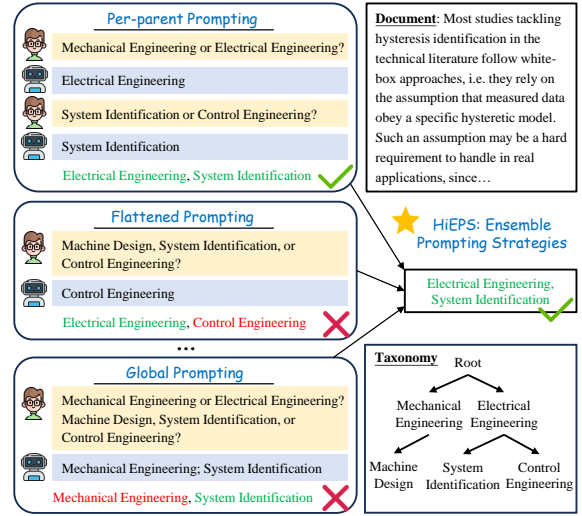 Per-parent Prompting
Mechanical Engineering or Electrical Engineering?
Electrical Engineering
System Identification or Control Engineering?
System Identification
Electrical Engineering, System Identification
Flattened Prompting
Machine Design, System Identification, or
Control Engineering?
Control Engineering
Electrical Engineering, Control Engineering
...
Global Prompting
Mechanical Engineering or Electrical Engineering?
Machine Design, System Identification, or
Control Engineering?
Mechanical Engineering; System Identification
Mechanical Engineering, System Identification
Document: Most studies tackling
hysteresis identification in the
technical literature follow white-
box approaches, i.e. they rely on
the assumption that measured data
obey a specific hysteretic model.
Such an assumption may be a hard
requirement to handle in real
applications, since…
HiEPS: Ensemble
Prompting Strategies
Electrical Engineering,
System Identification
Taxonomy
Root
Mechanical
Engineering
Electrical
Engineering
Machine
Design
System
Identification
Control
Engineering